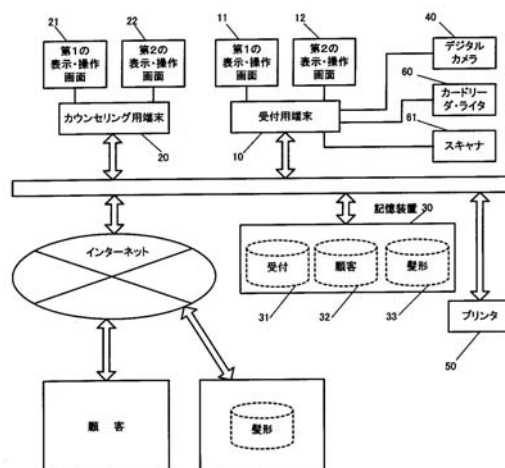 21
22
11
12
40
第1の
表示・操作
画面
第2の
表示・操作
画面
第1の
表示・操作
画面
第2の
表示・操作
画面
デジタル
カメラ
60
カードリー
ダ・ライタ
61
スキャナ
カウンセリング用端末
20
受付用端末
10
記憶装置 30
インターネット
受付
顧客
髪形
31
32
33
プリンタ
50
顧 客
髪形